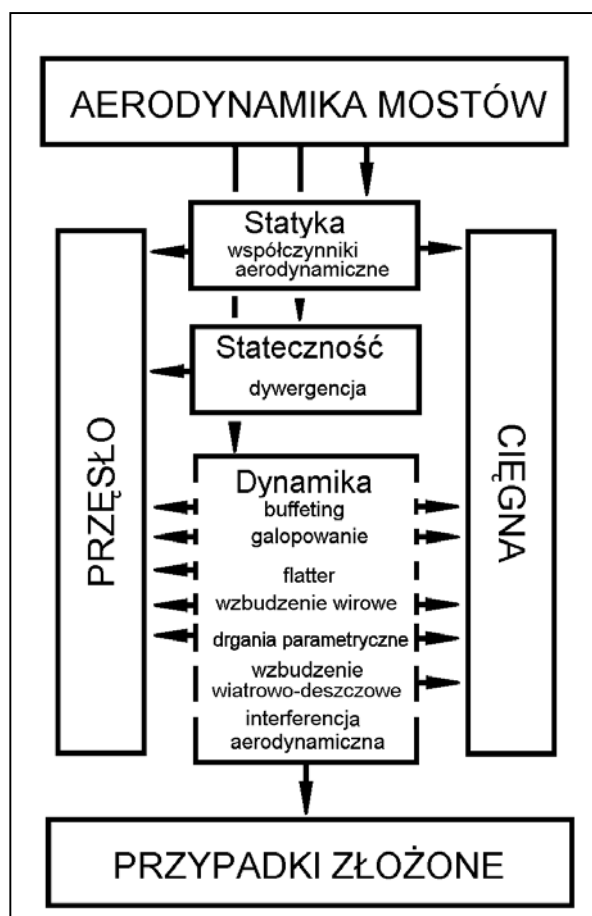 AERODYNAMIKA MOSTÓW
Statyka
współczynniki
aerodynamiczne
Stateczność
dywergencja
PRZĘSŁO
CIĘGNA
Dynamika
buffeting
galopowanie
flatter
wzbudzenie wirowe
drgania parametryczne
wzbudzenie
wiatrowo-deszczowe
interferencja
aerodynamiczna
PRZYPADKI ZŁOŻONE